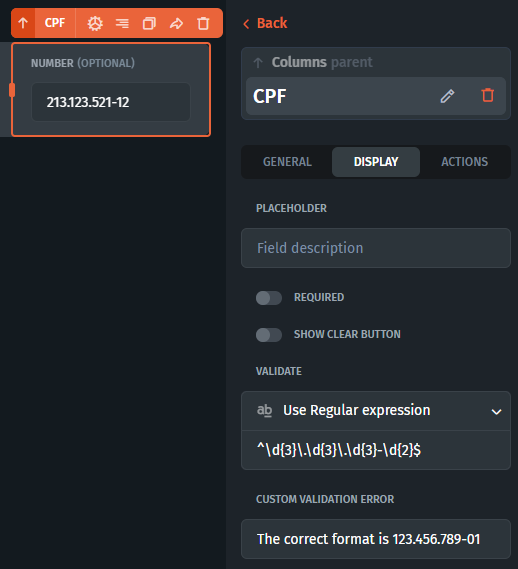 CPF
NUMBER (OPTIONAL)
213.123.521-12
Back
Columns parent
CPF
GENERAL DISPLAY ACTIONS
PLACEHOLDER
Field description
REQUIRED
SHOW CLEAR BUTTON
VALIDATE
ab Use Regular expression
^\d{3}\.\d{3}\.\d{3}-\d{2}$
CUSTOM VALIDATION ERROR
The correct format is 123.456.789-01